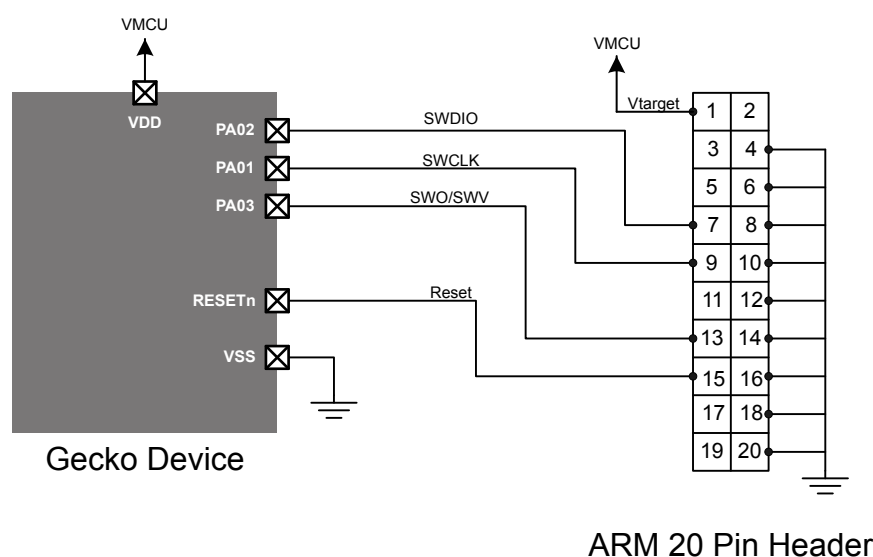 VMCU
VMCU
VDD
Vtarget
1 2
PA02
SWDIO
3 4
PA01
SWCLK
5 6
PA03
SWO/SWV
7 8
9 10
RESETn
Reset
11 12
13 14
VSS
15 16
17 18
19 20
Gecko Device
ARM 20 Pin Header